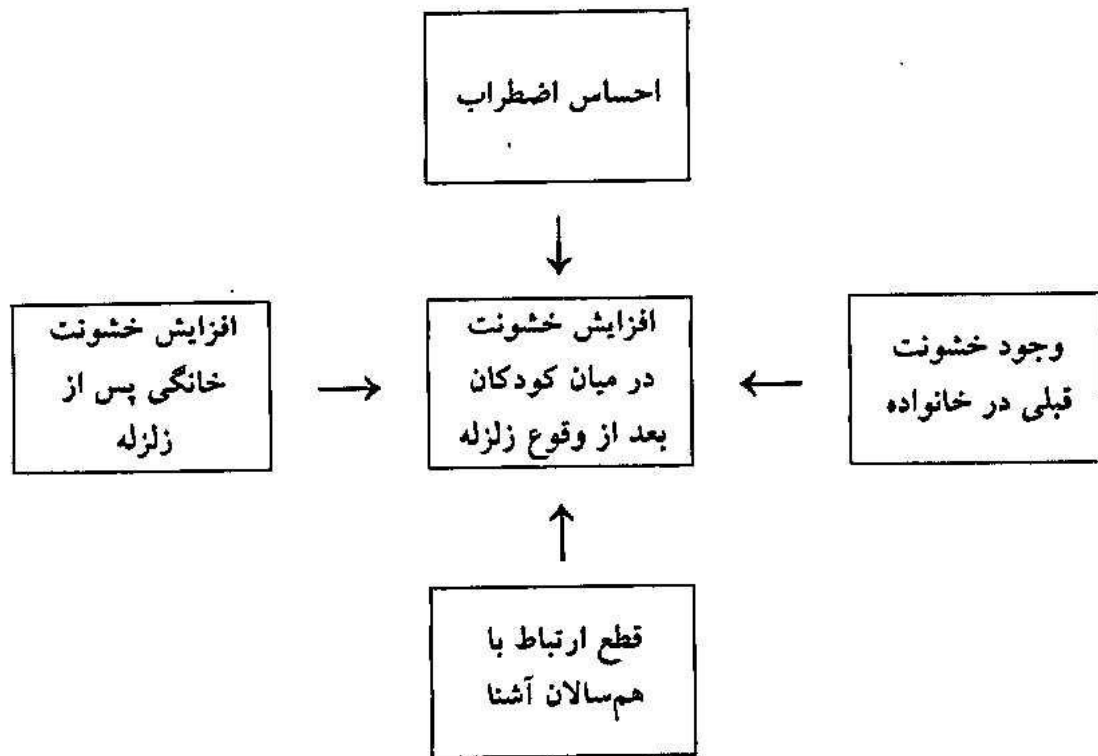 احساس اضطراب
وجود خشونت
قبلی در خانواده
افزایش خشونت
در میان کودکان
بعد از وقوع زلزله
افزایش خشونت
خانگی پس از
زلزله
قطع ارتباط با
هم‌سالان آشنا